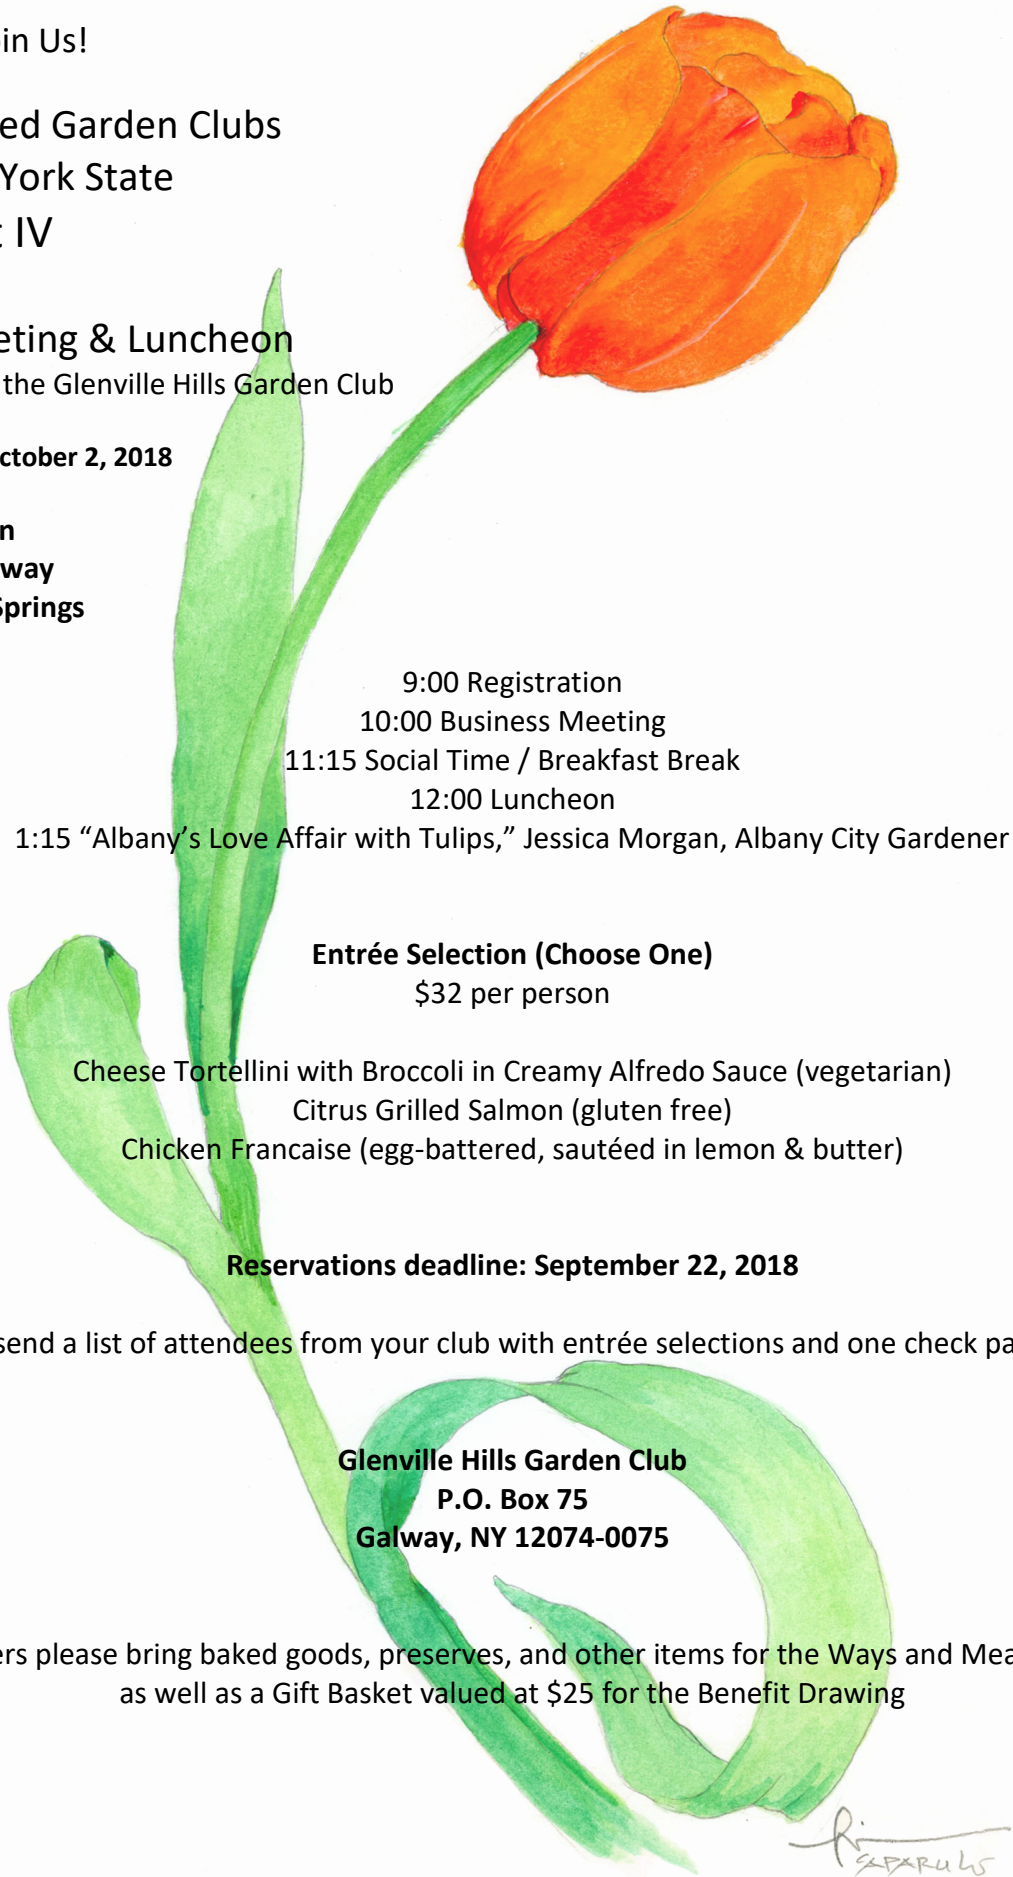 in Us!
ed Garden Clubs
York State
t IV
eting & Luncheon
the Glenville Hills Garden Club
ctober 2, 2018
n
way
Springs
9:00 Registration
10:00 Business Meeting
11:15 Social Time / Breakfast Break
12:00 Luncheon
1:15 “Albany’s Love Affair with Tulips,” Jessica Morgan, Albany City Gardener
Entrée Selection (Choose One)
$32 per person
Cheese Tortellini with Broccoli in Creamy Alfredo Sauce (vegetarian)
Citrus Grilled Salmon (gluten free)
Chicken Francaise (egg-battered, sautéed in lemon & butter)
Reservations deadline: September 22, 2018
send a list of attendees from your club with entrée selections and one check pa
Glenville Hills Garden Club
P.O. Box 75
Galway, NY 12074-0075
ers please bring baked goods, preserves, and other items for the Ways and Mea
as well as a Gift Basket valued at $25 for the Benefit Drawing